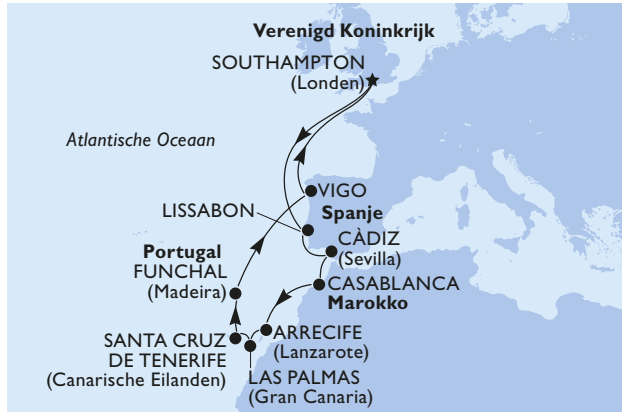 Verenigd Koninkrijk
SOUTHAMPTON
(Londen)
Atlantische Oceaan
VIGO
LISSABON
Spanje
CÀDIZ
(Sevilla)
Portugal
FUNCHAL
(Madeira)
CASABLANCA
Marokko
SANTA CRUZ
DE TENERIFE
(Canarische Eilanden)
ARRECIFE
(Lanzarote)
LAS PALMAS
(Gran Canaria)